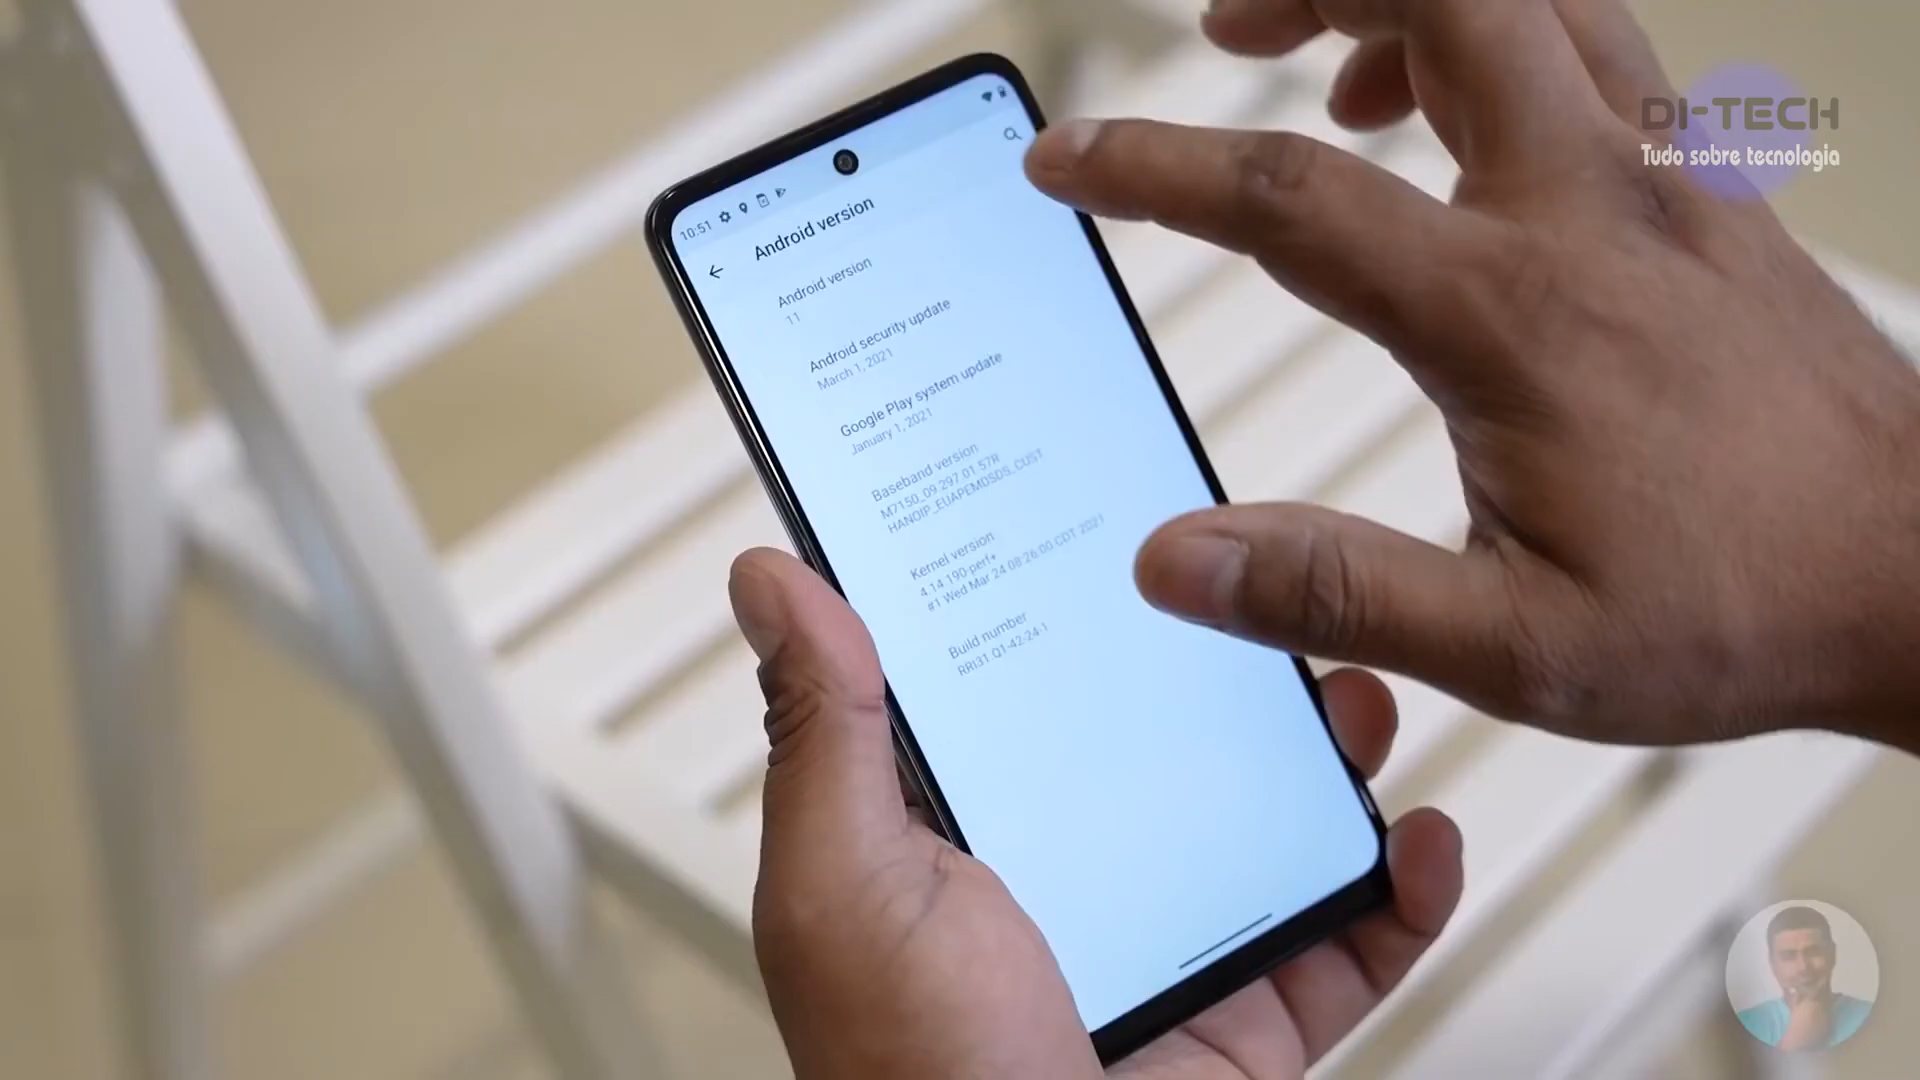 DI-TECH
Tudo sobre tecnologia
10:51
Android version
Android version
11
Android security update
March 1, 2021
Google Play system update
January 1, 2021
Baseband version
M7150_09.297.01.57R
HANOIP_EUAPEMDSDS_CUST
Kernel version
4.14.190-perf+
#1 Wed Mar 24 08:26:00 CDT 2021
Build number
RRI31.Q1-42-24-1